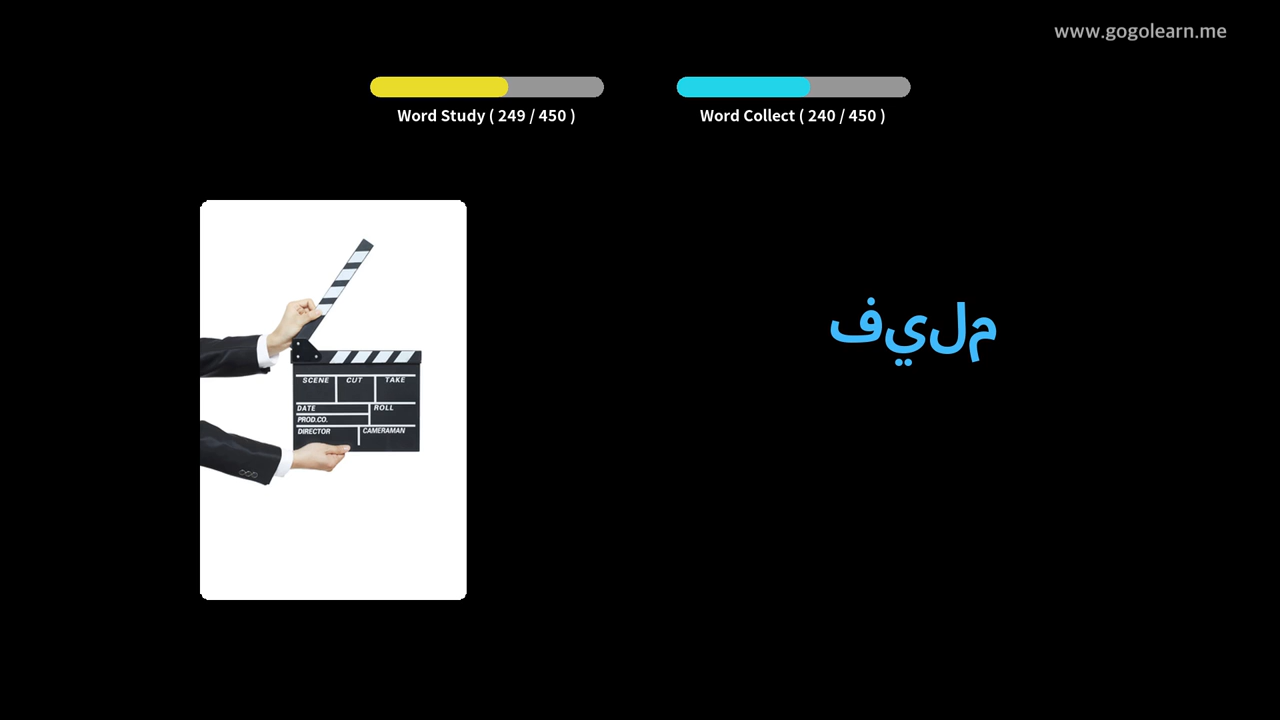 www.gogolearn.me
Word Study ( 249 / 450 )
Word Collect ( 240 / 450 )
SCENE CUT TAKE
DATE ROLL
PROD.CO.
DIRECTOR CAMERAMAN
مليف